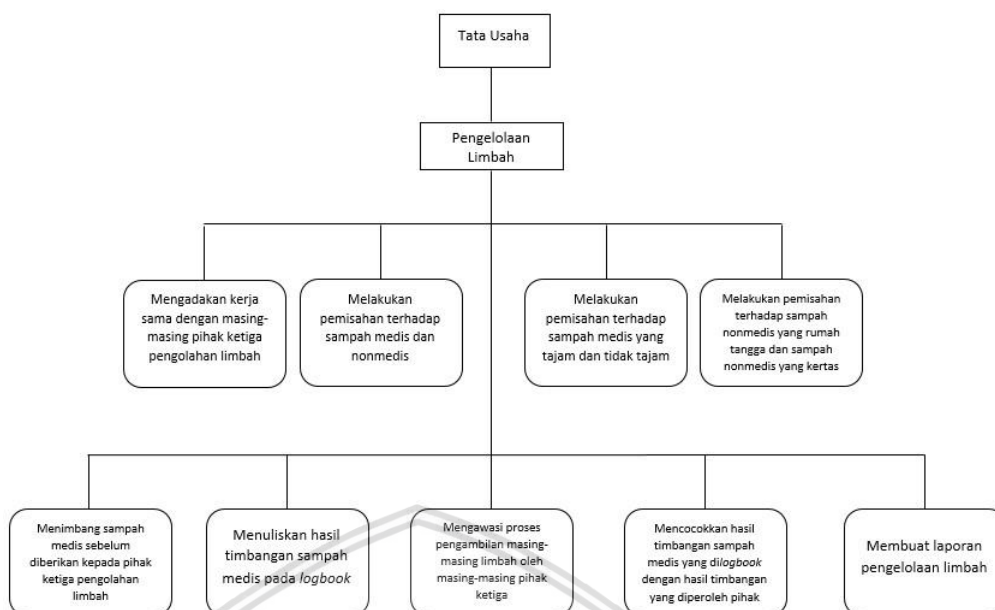 Tata Usaha
Pengelolaan
Limbah
Mengadakan kerja
sama dengan masing-
masing pihak ketiga
pengolahan limbah
Melakukan
pemisahan terhadap
sampah medis dan
nonmedis
Melakukan
pemisahan terhadap
sampah medis yang
tajam dan tidak tajam
Melakukan pemisahan
terhadap sampah
nonmedis yang rumah
tangga dan sampah
nonmedis yang kertas
Menimbang sampah
medis sebelum
diberikan kepada pihak
ketiga pengolahan
limbah
Menuliskan hasil
timbangan sampah
medis pada logbook
Mengawasi proses
pengambilan masing-
masing limbah oleh
masing-masing pihak
ketiga
Mencocokkan hasil
timbangan sampah
medis yang dilogbook
dengan hasil timbangan
yang diperoleh pihak
Membuat laporan
pengelolaan limbah